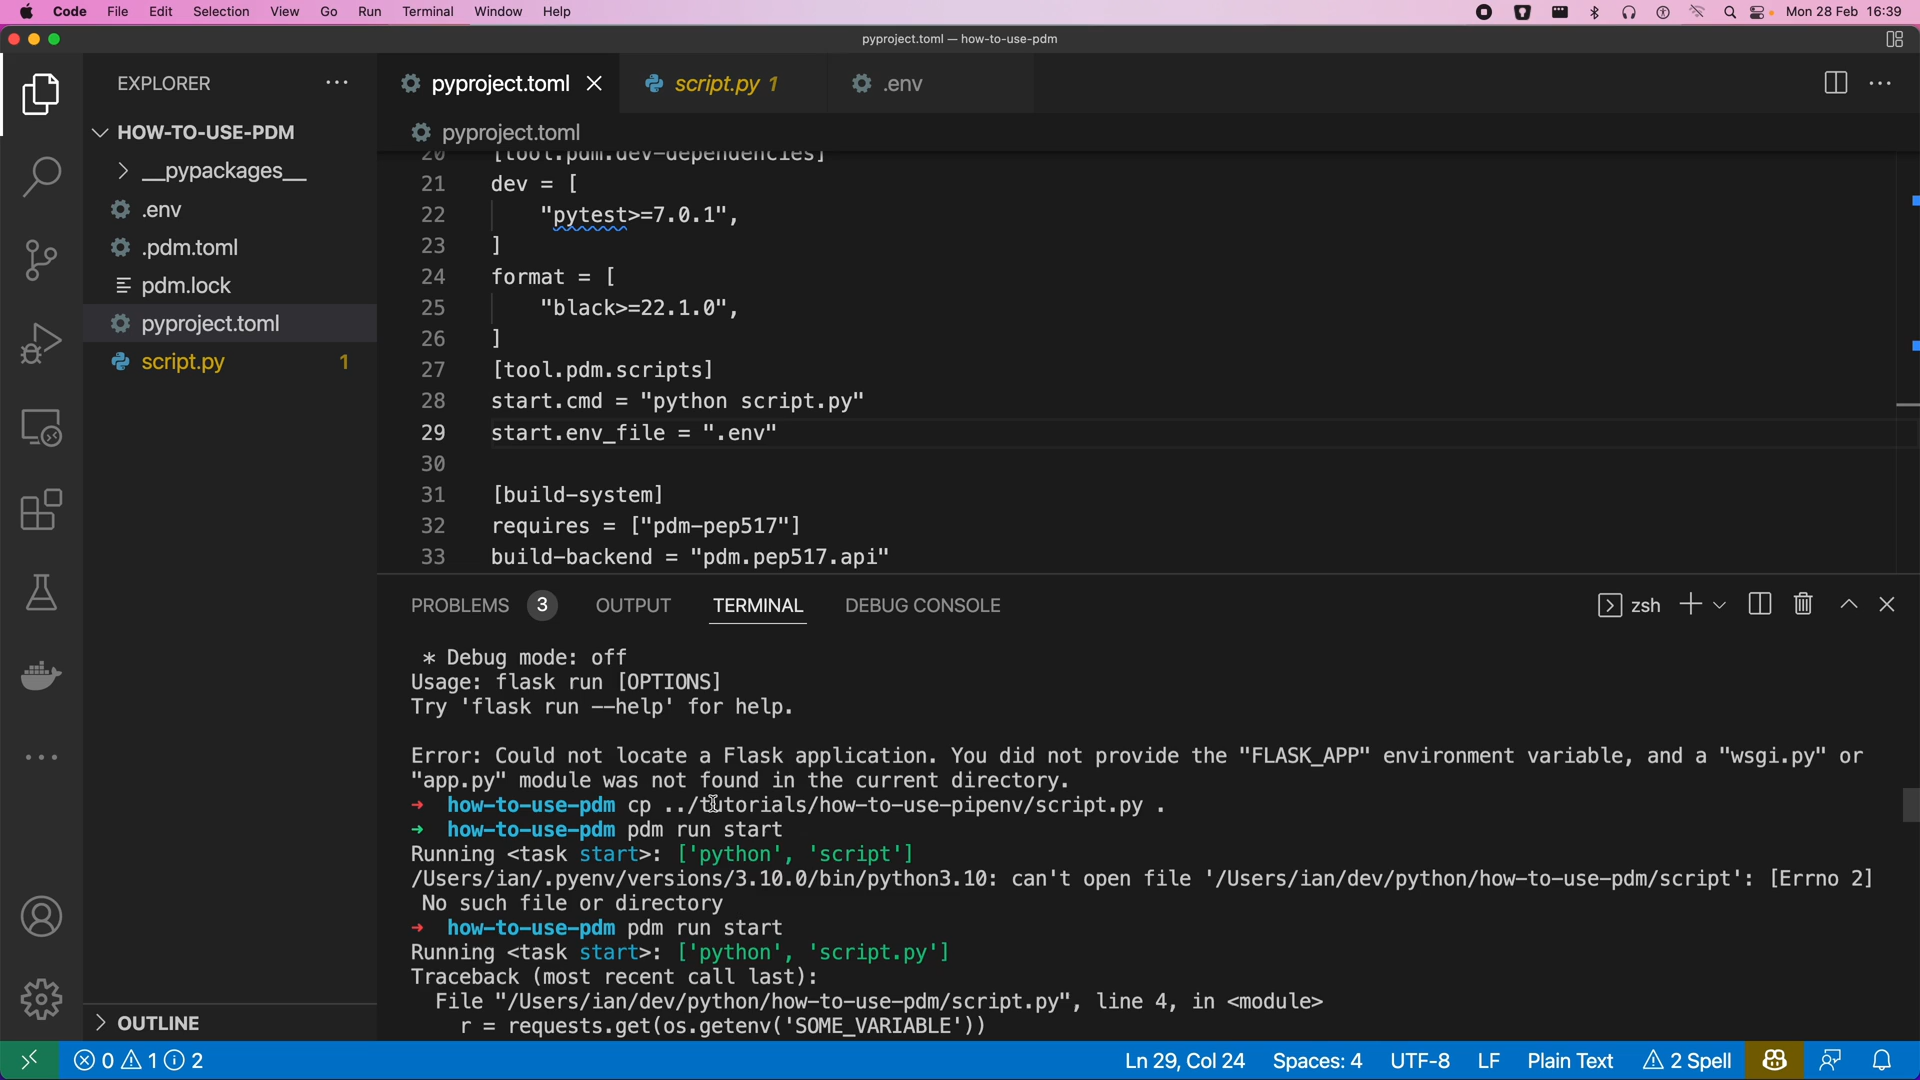 Code File Edit Selection View Go Run Terminal Window Help
Mon 28 Feb 16:39
pyproject.toml — how-to-use-pdm
EXPLORER
HOW-TO-USE-PDM
__pypackages__
.env
.pdm.toml
pdm.lock
pyproject.toml
script.py 1
OUTLINE
pyproject.toml
script.py 1
.env
pyproject.toml
20 [tool.pdm.dev-dependencies]
21 dev = [
22 "pytest>=7.0.1",
23 ]
24 format = [
25 "black>=22.1.0",
26 ]
27 [tool.pdm.scripts]
28 start.cmd = "python script.py"
29 start.env_file = ".env"
30
31 [build-system]
32 requires = ["pdm-pep517"]
33 build-backend = "pdm.pep517.api"
PROBLEMS 3 OUTPUT TERMINAL DEBUG CONSOLE
zsh
* Debug mode: off
Usage: flask run [OPTIONS]
Try 'flask run --help' for help.
Error: Could not locate a Flask application. You did not provide the "FLASK_APP" environment variable, and a "wsgi.py" or
"app.py" module was not found in the current directory.
→ how-to-use-pdm cp ../tutorials/how-to-use-pipenv/script.py .
→ how-to-use-pdm pdm run start
Running <task start>: ['python', 'script']
/Users/ian/.pyenv/versions/3.10.0/bin/python3.10: can't open file '/Users/ian/dev/python/how-to-use-pdm/script': [Errno 2]
No such file or directory
→ how-to-use-pdm pdm run start
Running <task start>: ['python', 'script.py']
Traceback (most recent call last):
File "/Users/ian/dev/python/how-to-use-pdm/script.py", line 4, in <module>
r = requests.get(os.getenv('SOME_VARIABLE'))
0 1 2
Ln 29, Col 24 Spaces: 4 UTF-8 LF Plain Text 2 Spell